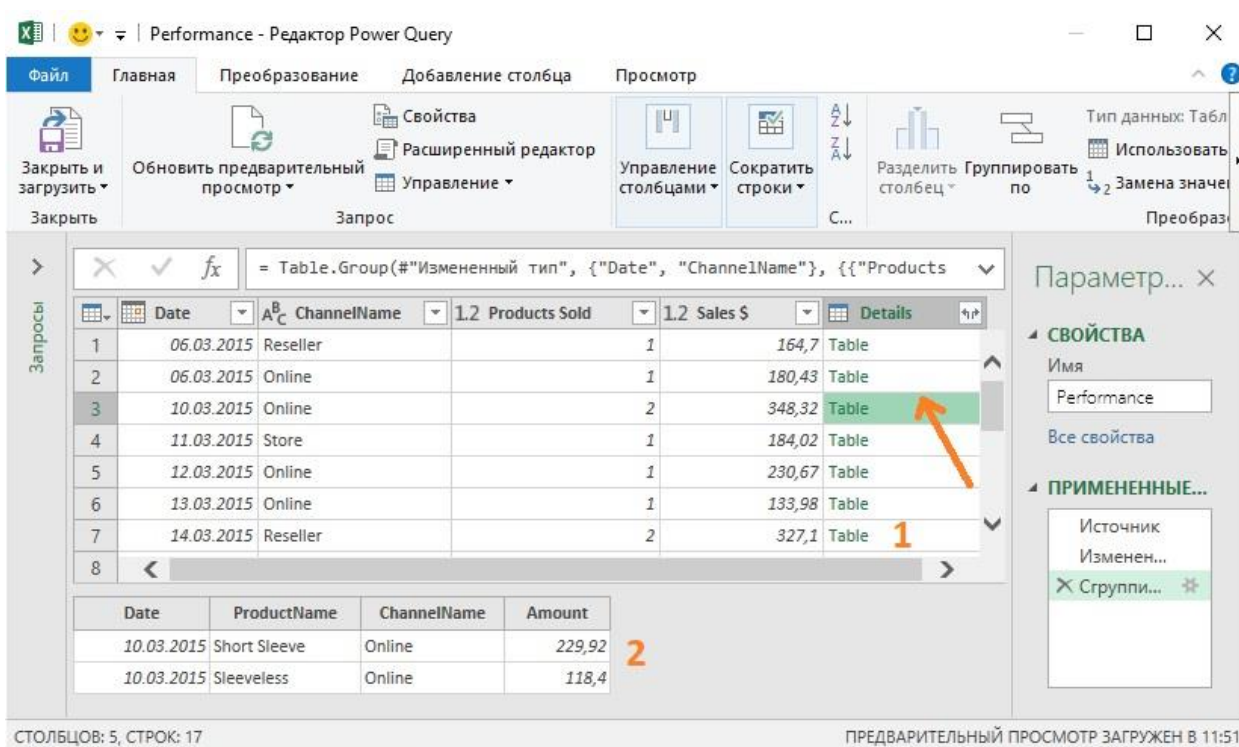 Performance - Редактор Power Query
Файл Главная Преобразование Добавление столбца Просмотр
Закрыть и загрузить
Обновить предварительный просмотр
Свойства
Расширенный редактор
Управление
Управление столбцами
Сократить строки
Разделить столбец
Группировать по
Тип данных: Табл
Использовать
Замена значе
Закрыть Запрос С... Преобраз
= Table.Group(#"Измененный тип", {"Date", "ChannelName"}, {{"Products
Запросы
Date ABC ChannelName 1.2 Products Sold 1.2 Sales $ Details
1 06.03.2015 Reseller 1 164,7 Table
2 06.03.2015 Online 1 180,43 Table
3 10.03.2015 Online 2 348,32 Table
4 11.03.2015 Store 1 184,02 Table
5 12.03.2015 Online 1 230,67 Table
6 13.03.2015 Online 1 133,98 Table
7 14.03.2015 Reseller 2 327,1 Table 1
8
Date ProductName ChannelName Amount
10.03.2015 Short Sleeve Online 229,92
10.03.2015 Sleeveless Online 118,4
2
Параметр...
СВОЙСТВА
Имя
Performance
Все свойства
ПРИМЕНЕННЫЕ...
Источник
Изменен...
Сгруппи...
СТОЛБЦОВ: 5, СТРОК: 17 ПРЕДВАРИТЕЛЬНЫЙ ПРОСМОТР ЗАГРУЖЕН В 11:51